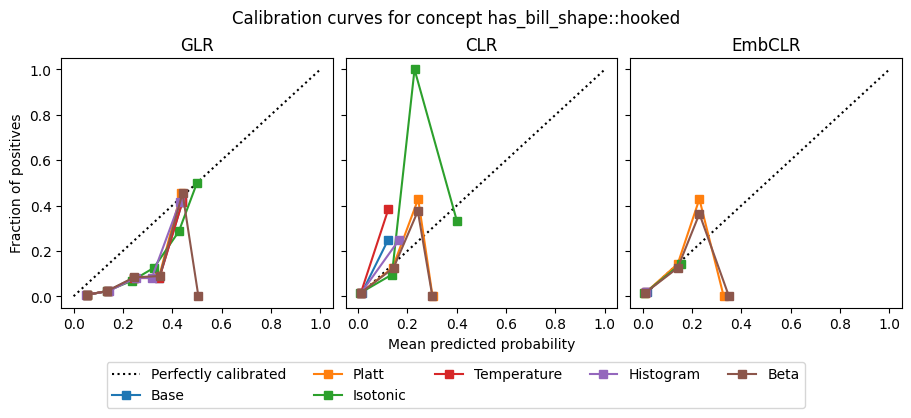 Calibration curves for concept has_bill_shape::hooked
GLR
CLR
EmbCLR
Fraction of positives
1.0
0.8
0.6
0.4
0.2
0.0
0.0 0.2 0.4 0.6 0.8 1.0
0.0 0.2 0.4 0.6 0.8 1.0
0.0 0.2 0.4 0.6 0.8 1.0
Mean predicted probability
Perfectly calibrated
Platt
Temperature
Histogram
Beta
Base
Isotonic